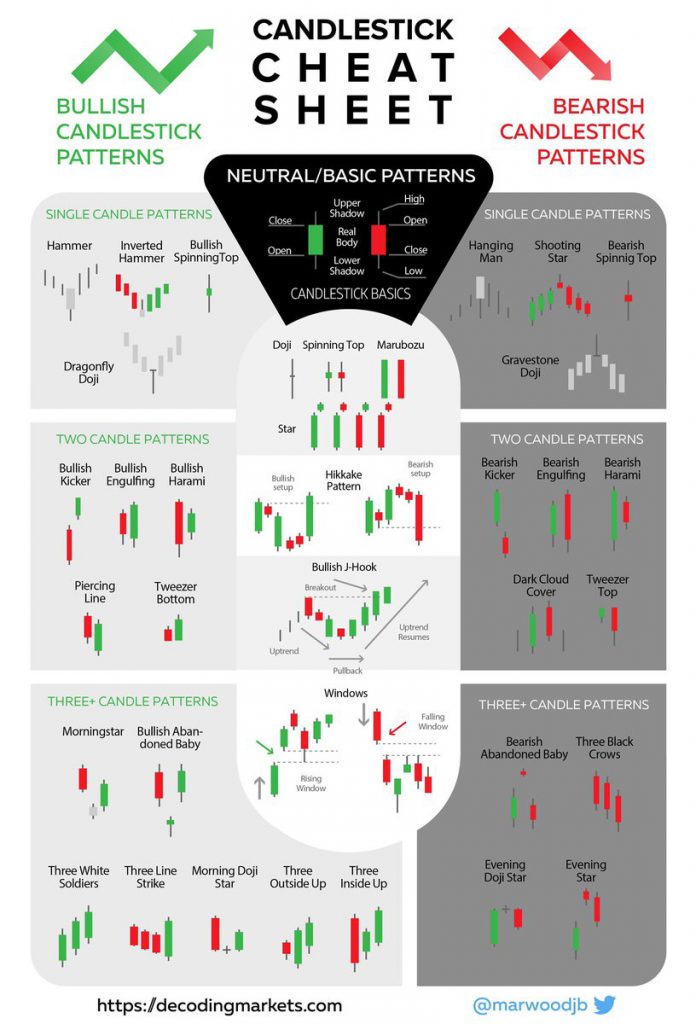 CANDLESTICK
CHEAT
SHEET
BULLISH
CANDLESTICK
PATTERNS
BEARISH
CANDLESTICK
PATTERNS
NEUTRAL/BASIC PATTERNS
Close
Open
Upper
Shadow
Real
Body
Lower
Shadow
High
Open
Close
Low
CANDLESTICK BASICS
SINGLE CANDLE PATTERNS
Hammer
Inverted
Hammer
Bullish
SpinningTop
Dragonfly
Doji
SINGLE CANDLE PATTERNS
Hanging
Man
Shooting
Star
Bearish
Spinnig Top
Gravestone
Doji
Doji
Spinning Top
Marubozu
Star
TWO CANDLE PATTERNS
Bullish
Kicker
Bullish
Engulfing
Bullish
Harami
Piercing
Line
Tweezer
Bottom
Bullish
setup
Hikkake
Pattern
Bearish
setup
Bullish J-Hook
Breakout
Uptrend
Pullback
Uptrend
Resumes
TWO CANDLE PATTERNS
Bearish
Kicker
Bearish
Engulfing
Bearish
Harami
Dark Cloud
Cover
Tweezer
Top
THREE+ CANDLE PATTERNS
Morningstar
Bullish Aban-
doned Baby
Three White
Soldiers
Three Line
Strike
Morning Doji
Star
Three
Outside Up
Three
Inside Up
Windows
Rising
Window
Falling
Window
THREE+ CANDLE PATTERNS
Bearish
Abandoned Baby
Three Black
Crows
Evening
Doji Star
Evening
Star
https://decodingmarkets.com
@marwoodjb